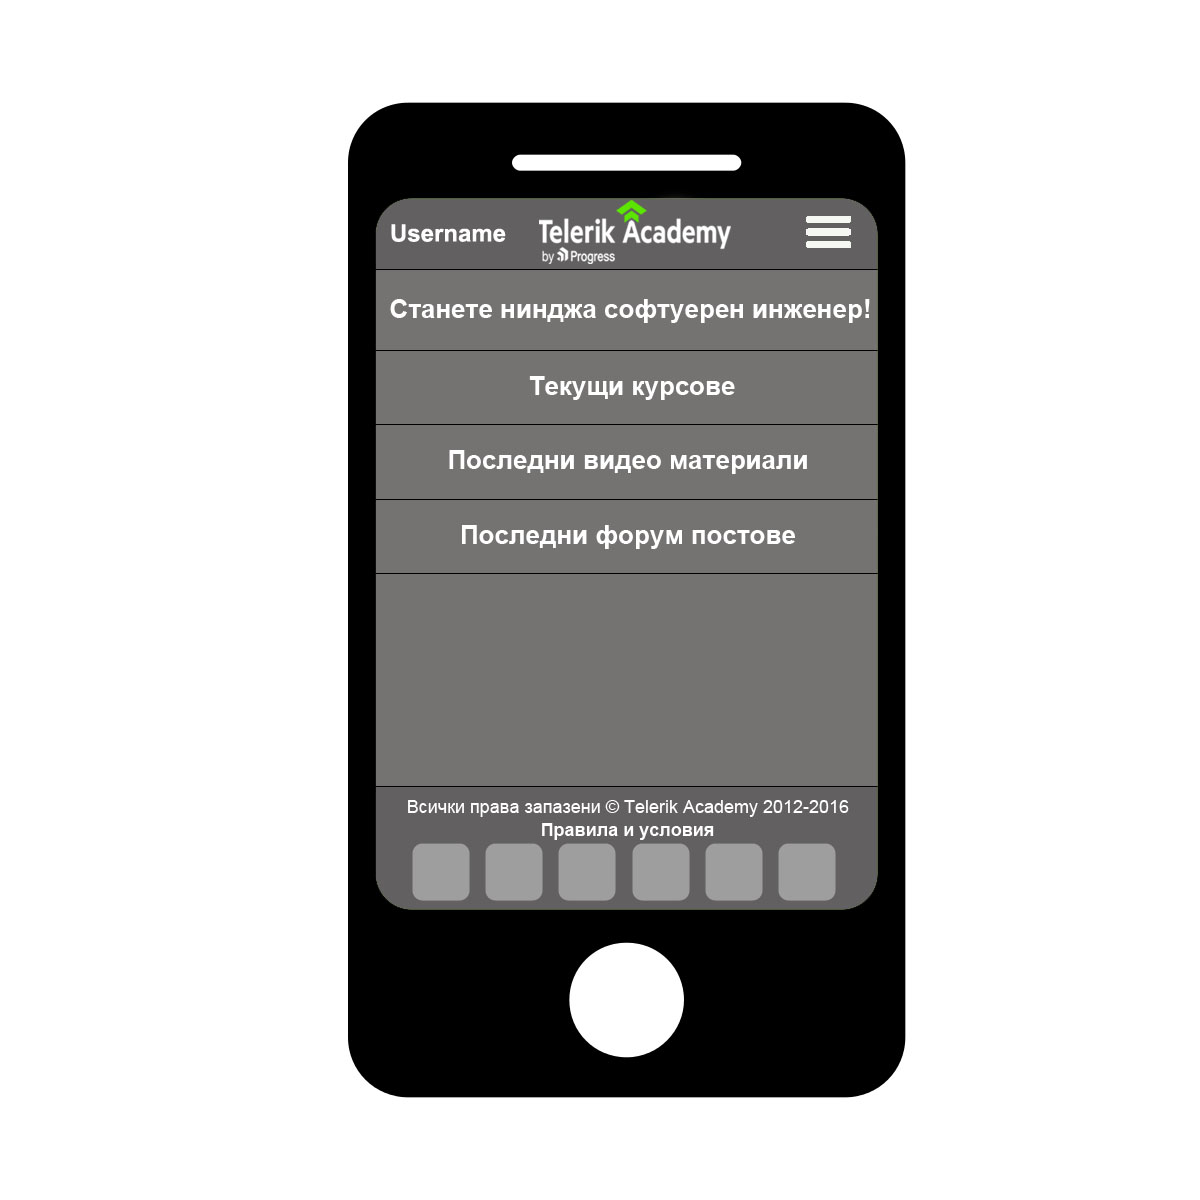 Username
Telerik Academy
by Progress
Станете нинджа софтуерен инженер!
Текущи курсове
Последни видео материали
Последни форум постове
Всички права запазени © Telerik Academy 2012-2016
Правила и условия